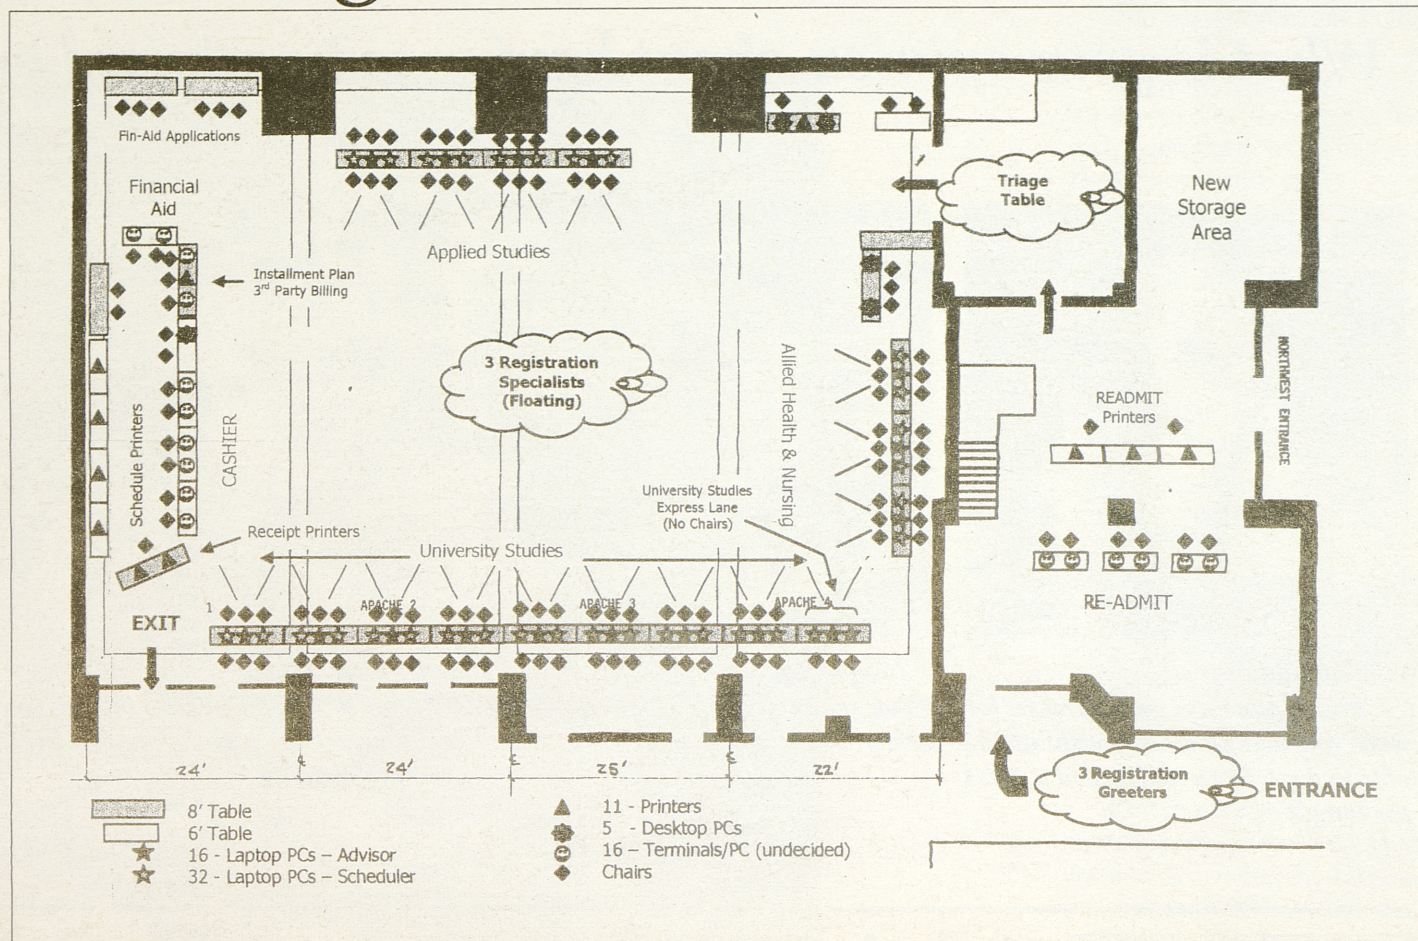 Fin-Aid Applications
Financial
Aid
Installment Plan
3rd Party Billing
Applied Studies
Triage
Table
New
Storage
Area
3 Registration
Specialists
(Floating)
Schedule Printers
CASHIER
Allied Health & Nursing
READMIT
Printers
NORTHWEST ENTRANCE
University Studies
Express Lane
(No Chairs)
Receipt Printers
University Studies
EXIT
1
APACHE 2
APACHE 3
APACHE 4
RE-ADMIT
24'
24'
25'
22'
3 Registration
Greeters
ENTRANCE
8' Table
6' Table
16 - Laptop PCs – Advisor
32 - Laptop PCs – Scheduler
11 - Printers
5 - Desktop PCs
16 – Terminals/PC (undecided)
Chairs